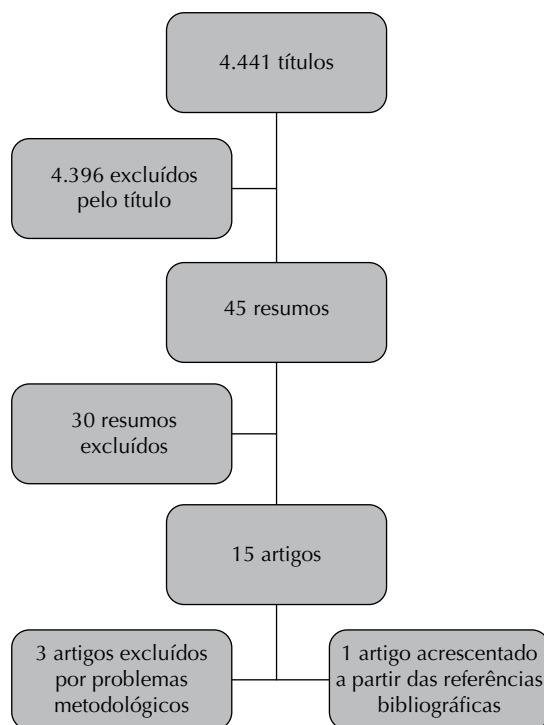 4.441 títulos
4.396 excluídos
pelo título
45 resumos
30 resumos
excluídos
15 artigos
3 artigos excluídos
por problemas
metodológicos
1 artigo acrescentado
a partir das referências
bibliográficas